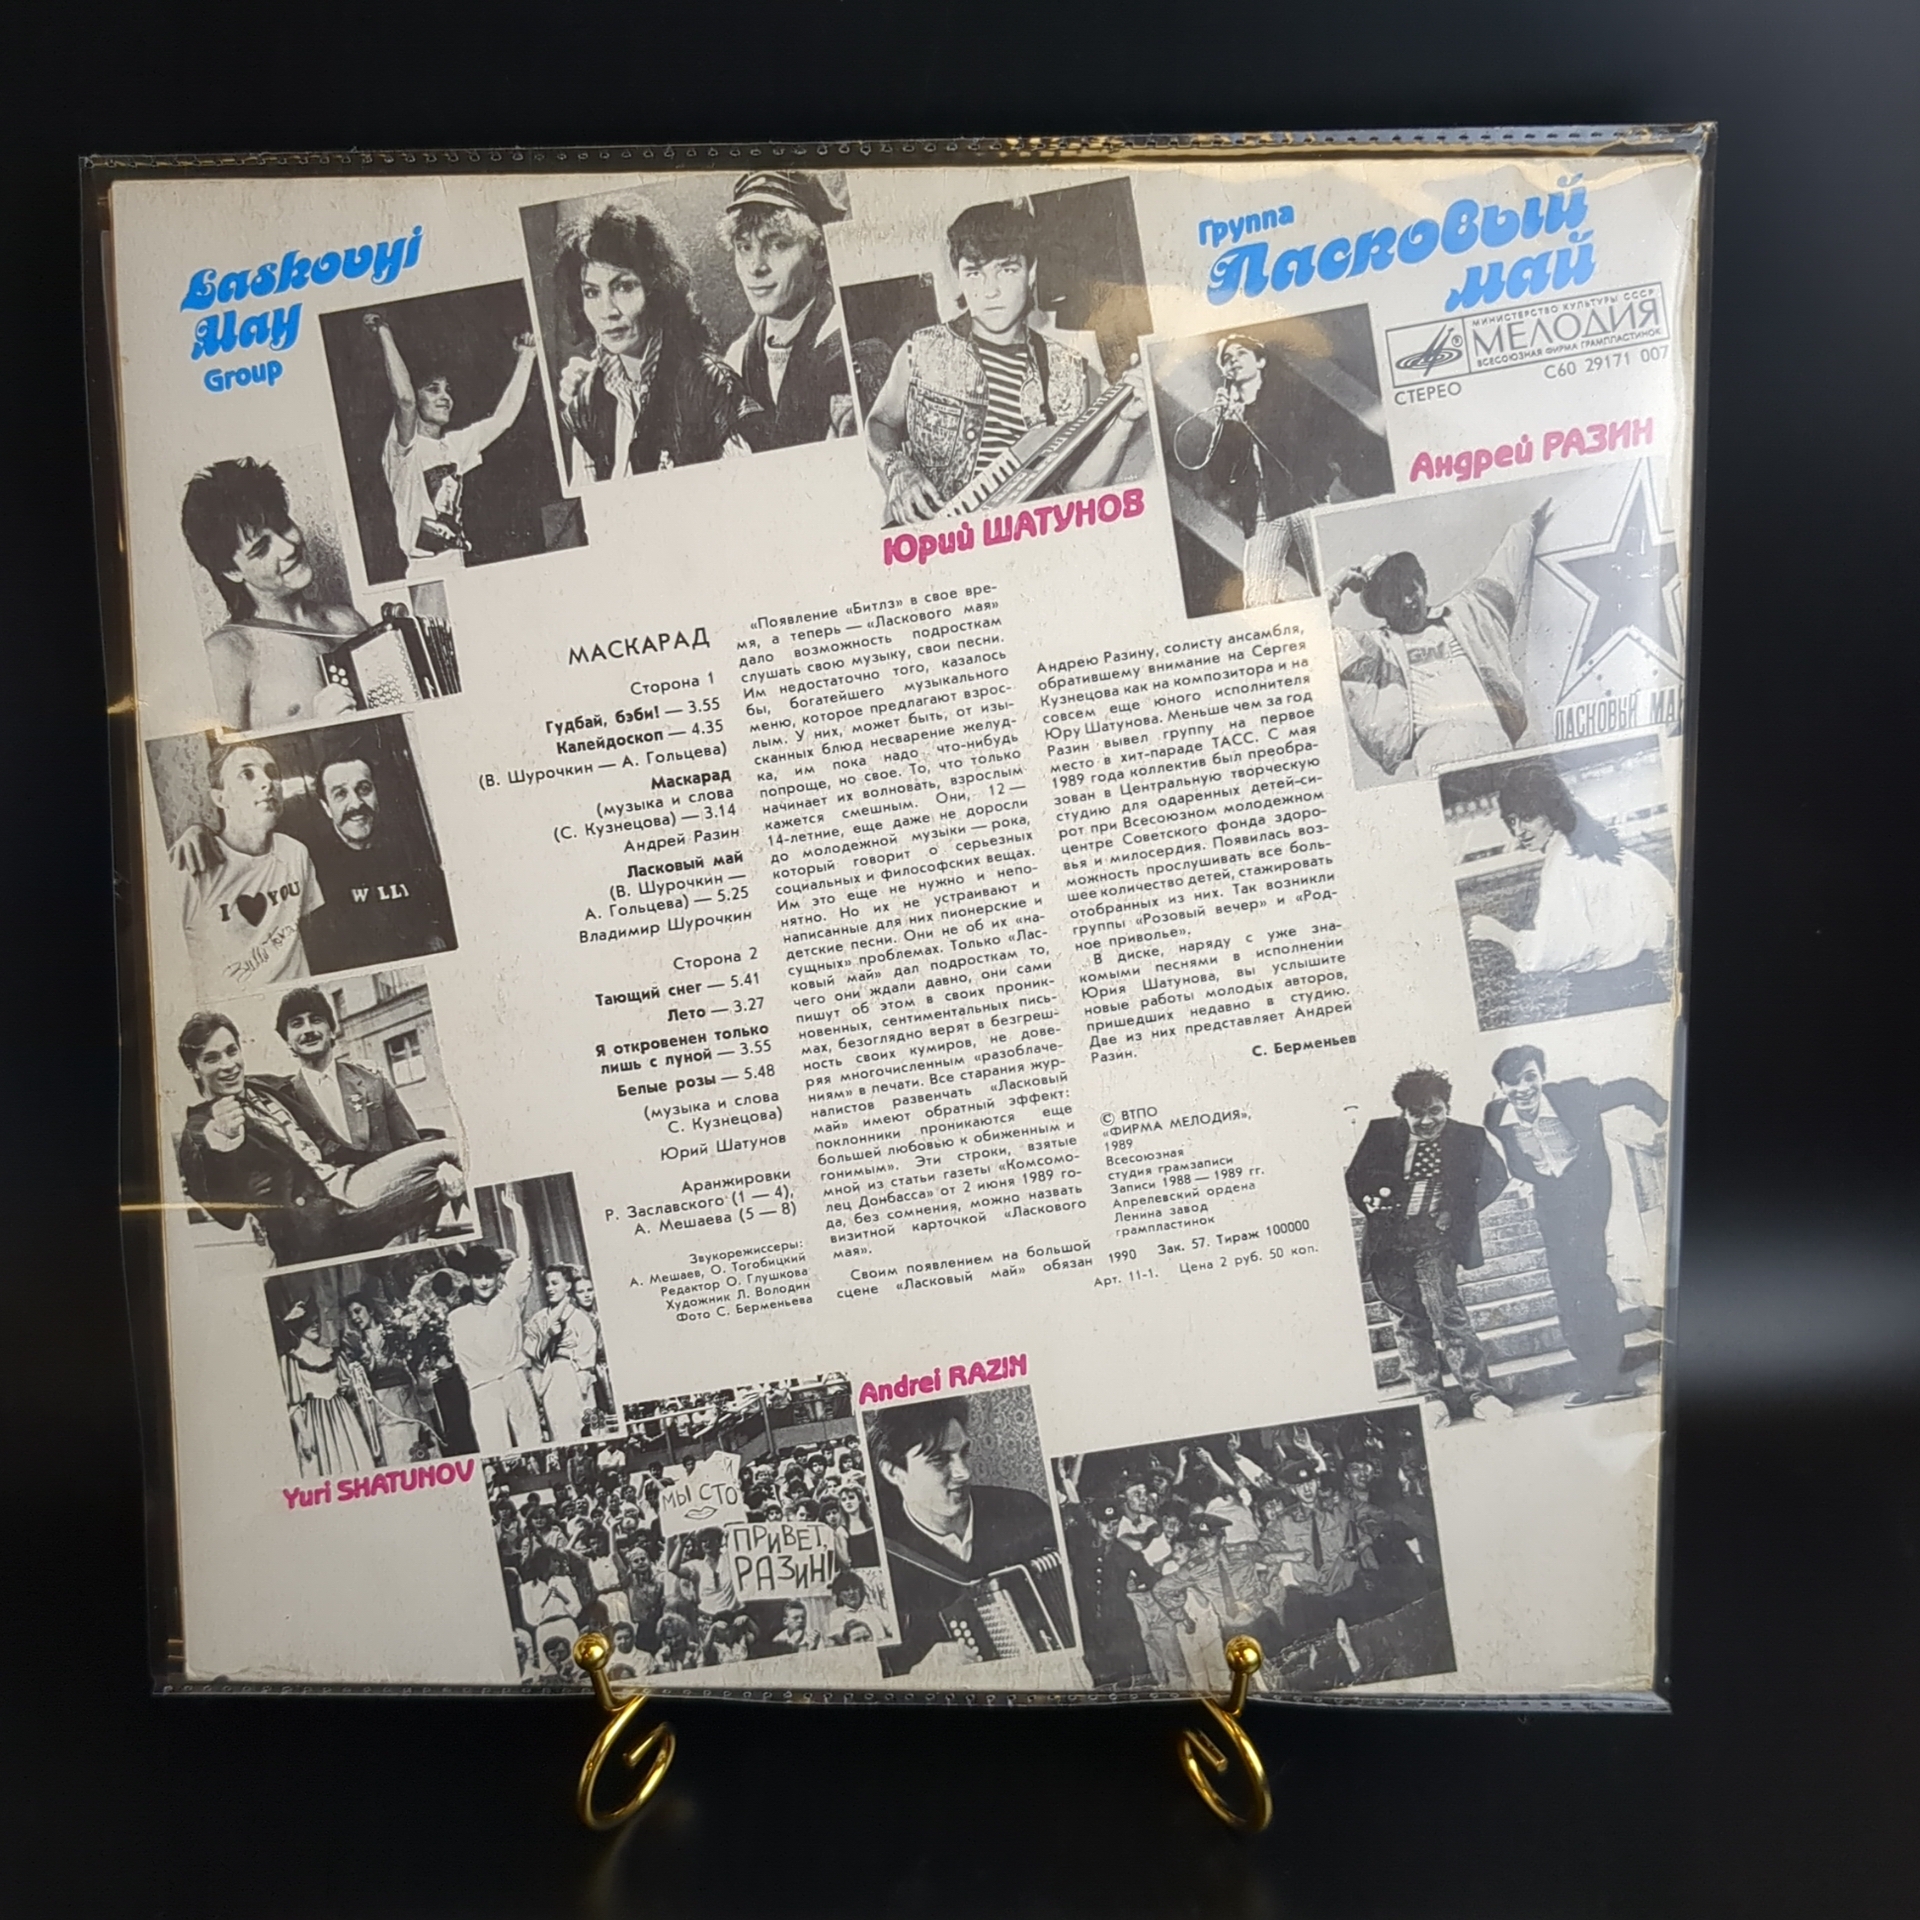 Laskovyi
May
Group
Группа
Ласковый
май
МИНИСТЕРСТВО КУЛЬТУРЫ СССР
МЕЛОДИЯ
ВСЕСОЮЗНАЯ ФИРМА ГРАМПЛАСТИНОК
СТЕРЕО
С60 29171 007
Андрей РАЗИН
Юрий ШАТУНОВ
ЛАСКОВЫЙ МАЙ
I YOU
МАСКАРАД
Сторона 1
Гудбай, бэби! — 3.55
Калейдоскоп — 4.35
(В. Шурочкин — А. Гольцева)
Маскарад
(музыка и слова
(С. Кузнецова) — 3.14
Андрей Разин
Ласковый май
(В. Шурочкин —
А. Гольцева) — 5.25
Владимир Шурочкин
Сторона 2
Тающий снег — 5.41
Лето — 3.27
Я откровенен только
лишь с луной — 3.55
Белые розы — 5.48
(музыка и слова
С. Кузнецова)
Юрий Шатунов
Аранжировки
Р. Заславского (1 — 4),
А. Мешаева (5 — 8)
Звукорежиссеры:
А. Мешаев, О. Тогобицкий
Редактор О. Глушкова
Художник Л. Володин
Фото С. Берменьева
«Появление «Битлз» в свое вре-
мя, а теперь — «Ласкового мая»
дало возможность подросткам
слушать свою музыку, свои песни.
Им недостаточно того, казалось
бы, богатейшего музыкального
меню, которое предлагают взрос-
лым. У них, может быть, от изы-
сканных блюд несварение желуд-
ка, им пока надо что-нибудь
попроще, но свое. То, что только
начинает их волновать, взрослым
кажется смешным. Они, 12 —
14-летние, еще даже не доросли
до молодежной музыки — рока,
который говорит о серьезных
социальных и философских вещах.
Им это еще не нужно и непо-
нятно. Но их не устраивают и
написанные для них пионерские и
детские песни. Они не об их «на-
сущных» проблемах. Только «Лас-
ковый май» дал подросткам то,
чего они ждали давно, они сами
пишут об этом в своих проник-
новенных, сентиментальных пись-
мах, безоглядно верят в безгреш-
ность своих кумиров, не дове-
ряя многочисленным «разоблаче-
ниям» в печати. Все старания жур-
налистов развенчать «Ласковый
май» имеют обратный эффект:
поклонники проникаются еще
большей любовью к обиженным и
гонимым». Эти строки, взятые
мной из статьи газеты «Комсомо-
лец Донбасса» от 2 июня 1989 го-
да, без сомнения, можно назвать
визитной карточкой «Ласкового
мая».
Своим появлением на большой
сцене «Ласковый май» обязан
Андрею Разину, солисту ансамбля,
обратившему внимание на Сергея
Кузнецова как на композитора и на
совсем еще юного исполнителя
Юру Шатунова. Меньше чем за год
Разин вывел группу на первое
место в хит-параде ТАСС. С мая
1989 года коллектив был преобра-
зован в Центральную творческую
студию для одаренных детей-си-
рот при Всесоюзном молодежном
центре Советского фонда здоро-
вья и милосердия. Появилась воз-
можность прослушивать все боль-
шее количество детей, стажировать
отобранных из них. Так возникли
группы «Розовый вечер» и «Род-
ное приволье».
В диске, наряду с уже зна-
комыми песнями в исполнении
Юрия Шатунова, вы услышите
новые работы молодых авторов,
пришедших недавно в студию.
Две из них представляет Андрей
Разин.
С. Берменьев
© ВТПО
«ФИРМА МЕЛОДИЯ»,
1989
Всесоюзная
студия грамзаписи
Записи 1988 — 1989 гг.
Апрелевский ордена
Ленина завод
грампластинок
1990 Зак. 57. Тираж 100000
Арт. 11-1. Цена 2 руб. 50 коп.
Yuri SHATUNOV
Andrei RAZIN
МЫ СТО
ПРИВЕТ,
РАЗИН!